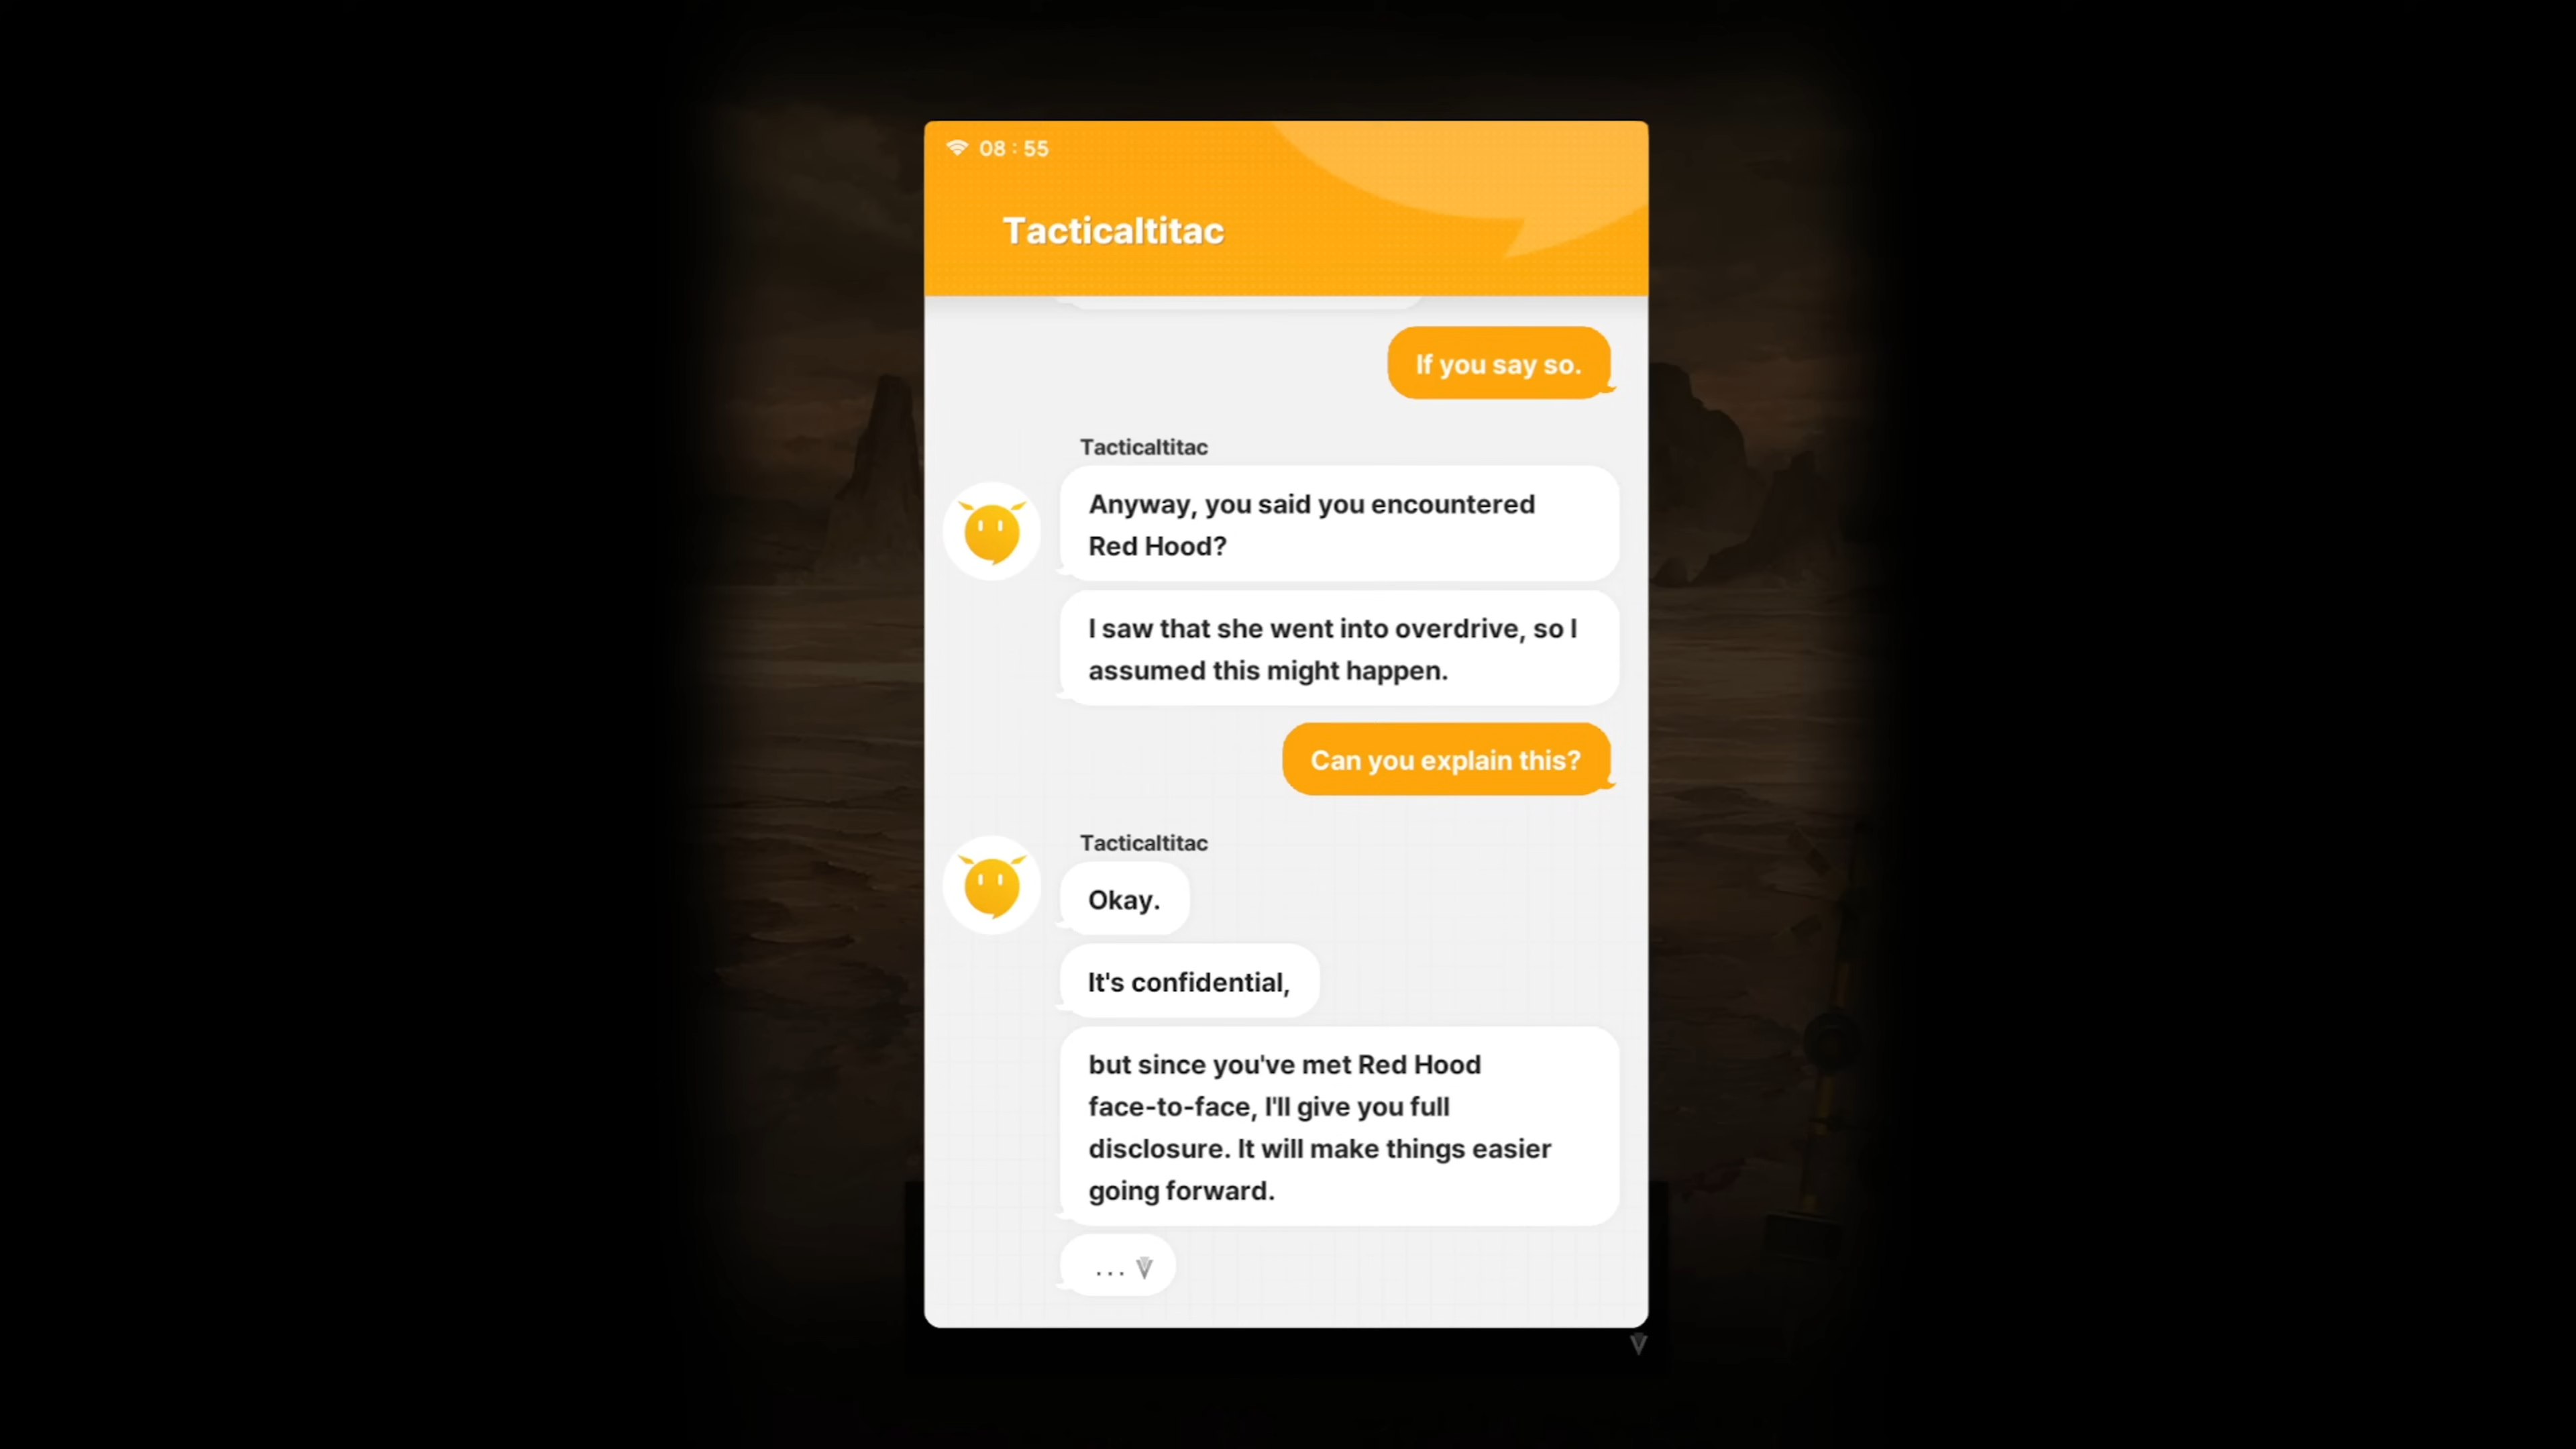 08 : 55
Tacticaltitac
If you say so.
Tacticaltitac
Anyway, you said you encountered
Red Hood?
I saw that she went into overdrive, so I
assumed this might happen.
Can you explain this?
Tacticaltitac
Okay.
It's confidential,
but since you've met Red Hood
face-to-face, I'll give you full
disclosure. It will make things easier
going forward.
...